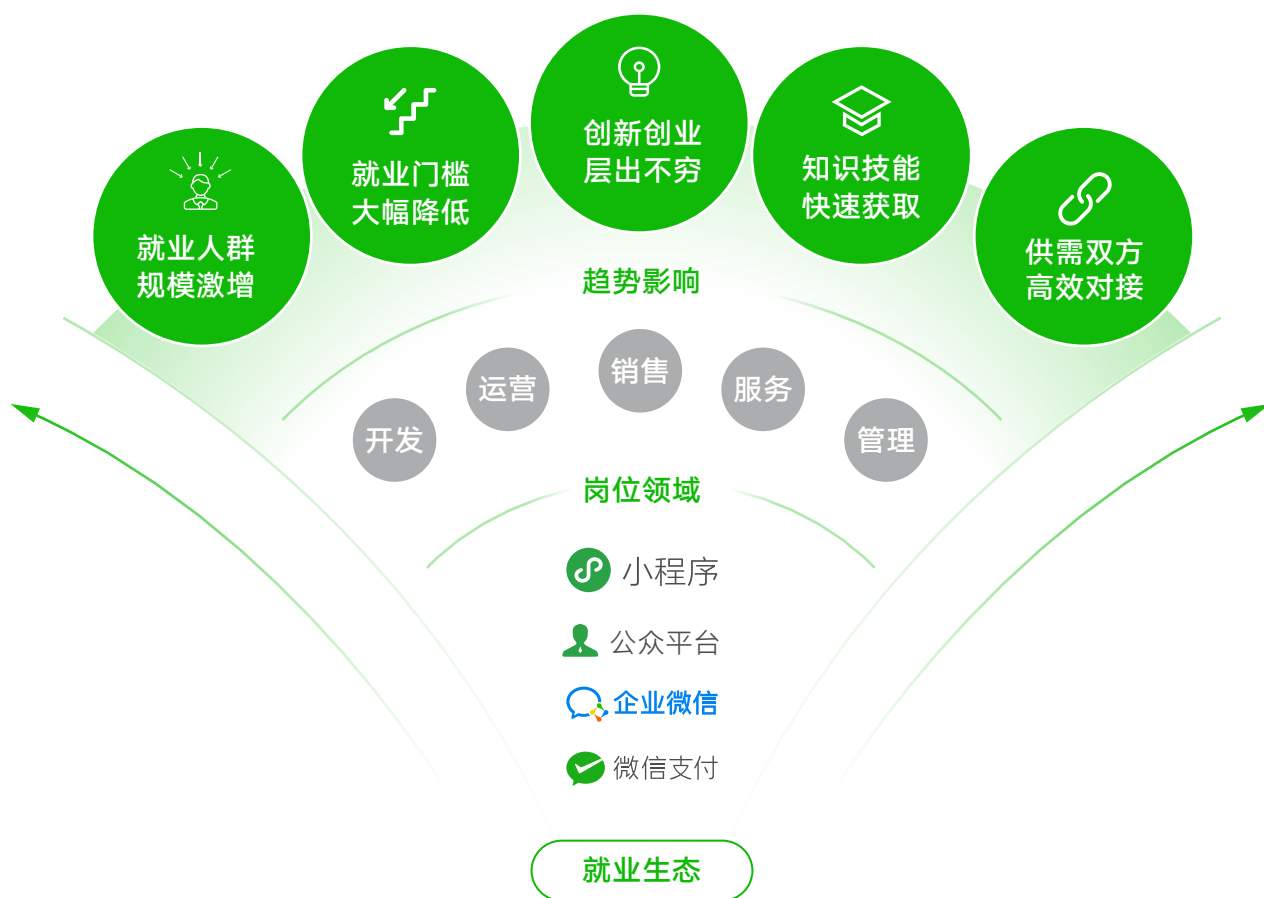 创新创业
层出不穷
就业门槛
大幅降低
知识技能
快速获取
就业人群
规模激增
供需双方
高效对接
趋势影响
开发
运营
销售
服务
管理
岗位领域
小程序
公众平台
企业微信
微信支付
就业生态